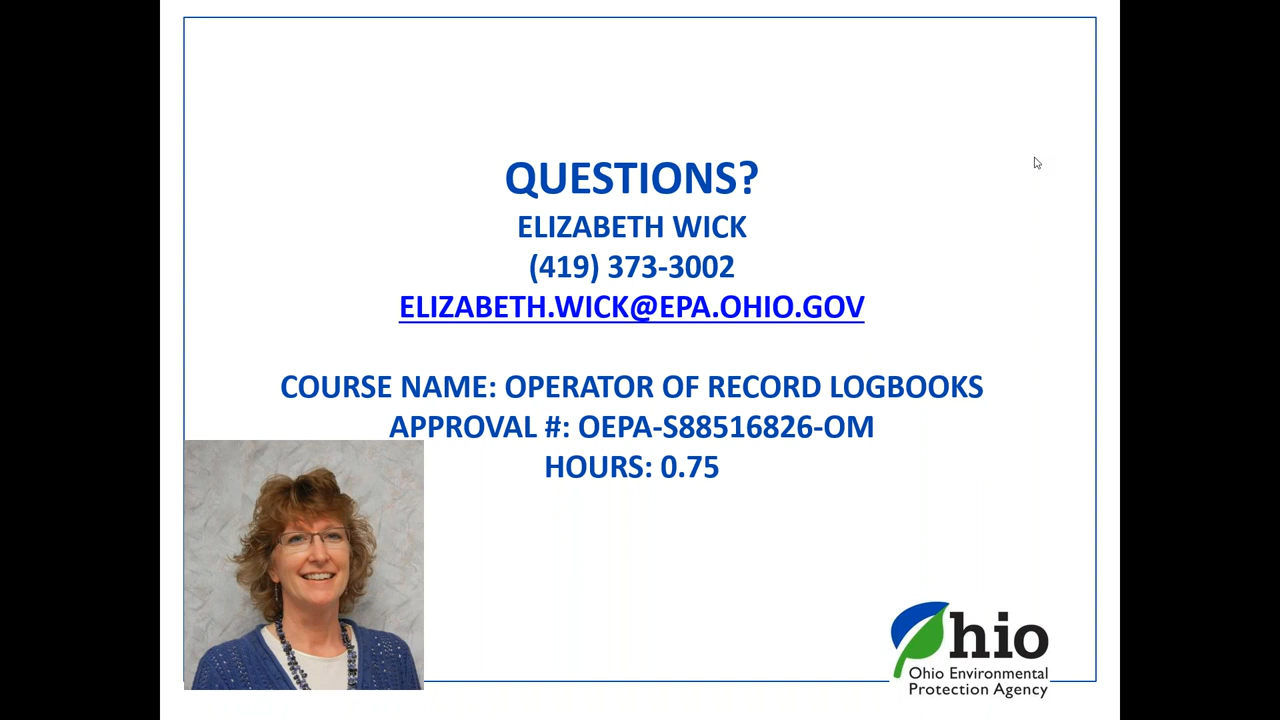 QUESTIONS?
ELIZABETH WICK
(419) 373-3002
ELIZABETH.WICK@EPA.OHIO.GOV
COURSE NAME: OPERATOR OF RECORD LOGBOOKS
APPROVAL #: OEPA-S88516826-OM
HOURS: 0.75
Ohio
Ohio Environmental
Protection Agency